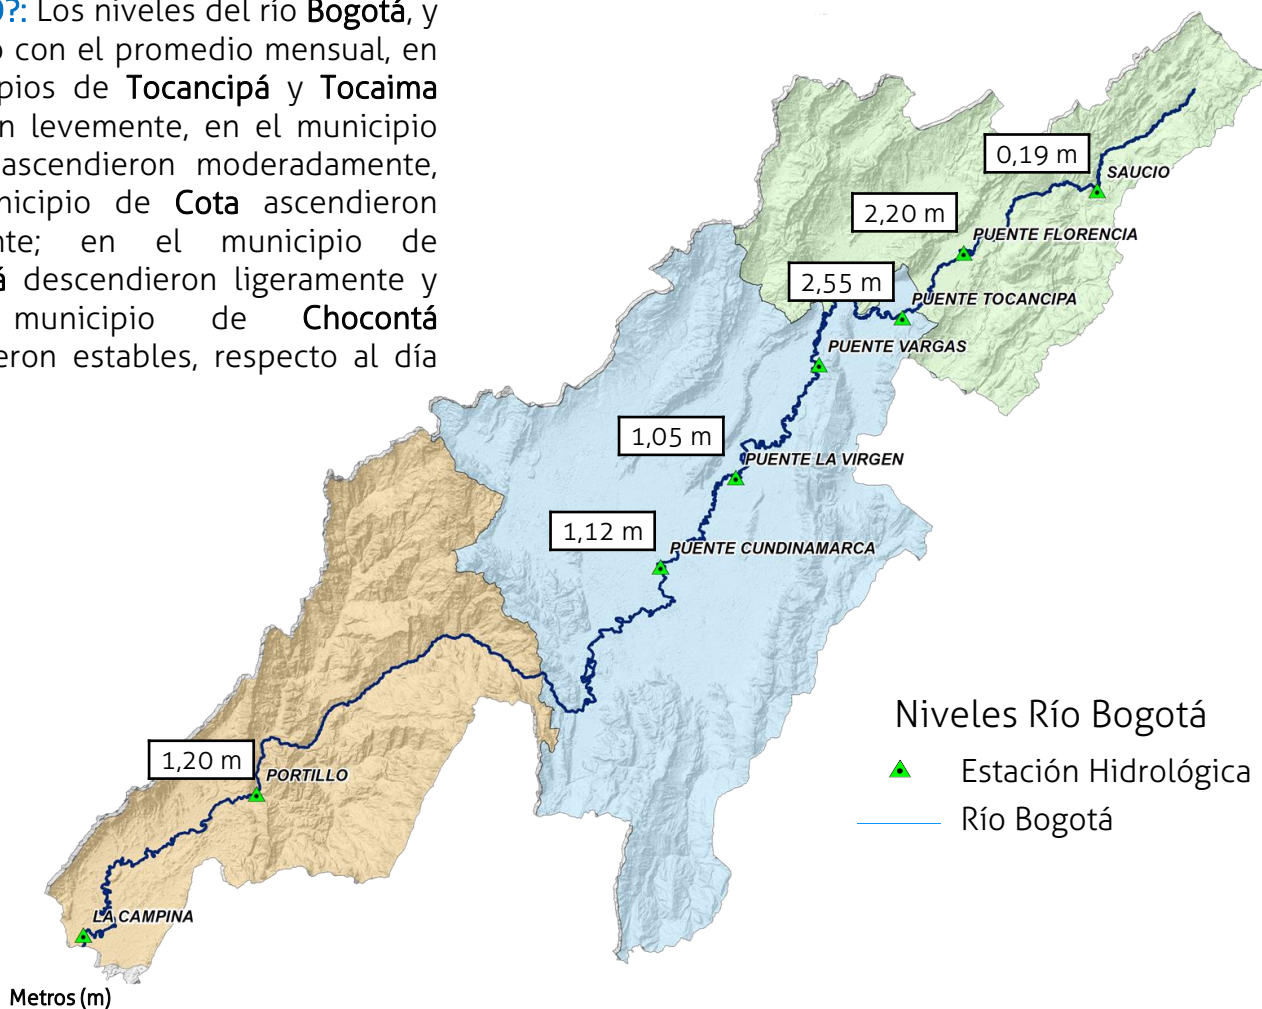 O?: Los niveles del río Bogotá, y
con el promedio mensual, en
pios de Tocancipá y Tocaima
n levemente, en el municipio
ascendieron moderadamente,
nicipio de Cota ascendieron
nte; en el municipio de
á descendieron ligeramente y
municipio de Chocontá
eron estables, respecto al día
0,19 m
SAUCIO
2,20 m
PUENTE FLORENCIA
2,55 m
PUENTE TOCANCIPA
PUENTE VARGAS
1,05 m
PUENTE LA VIRGEN
1,12 m
PUENTE CUNDINAMARCA
1,20 m
PORTILLO
LA CAMPINA
Niveles Río Bogotá
Estación Hidrológica
Río Bogotá
Metros (m)